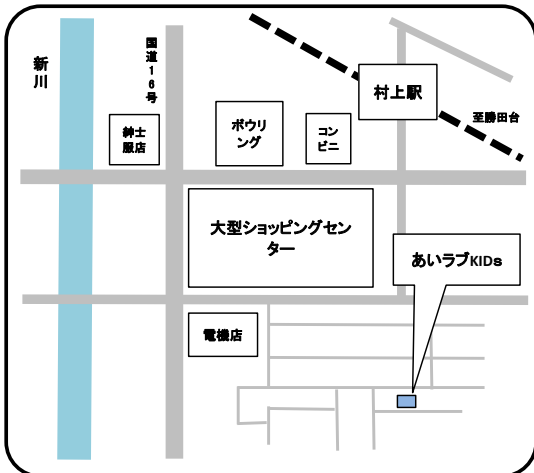 新川
国道16号
村上駅
至勝田台
紳士
服店
ボウリ
ング
コン
ビニ
大型ショッピングセン
ター
あいラブKIDs
電機店